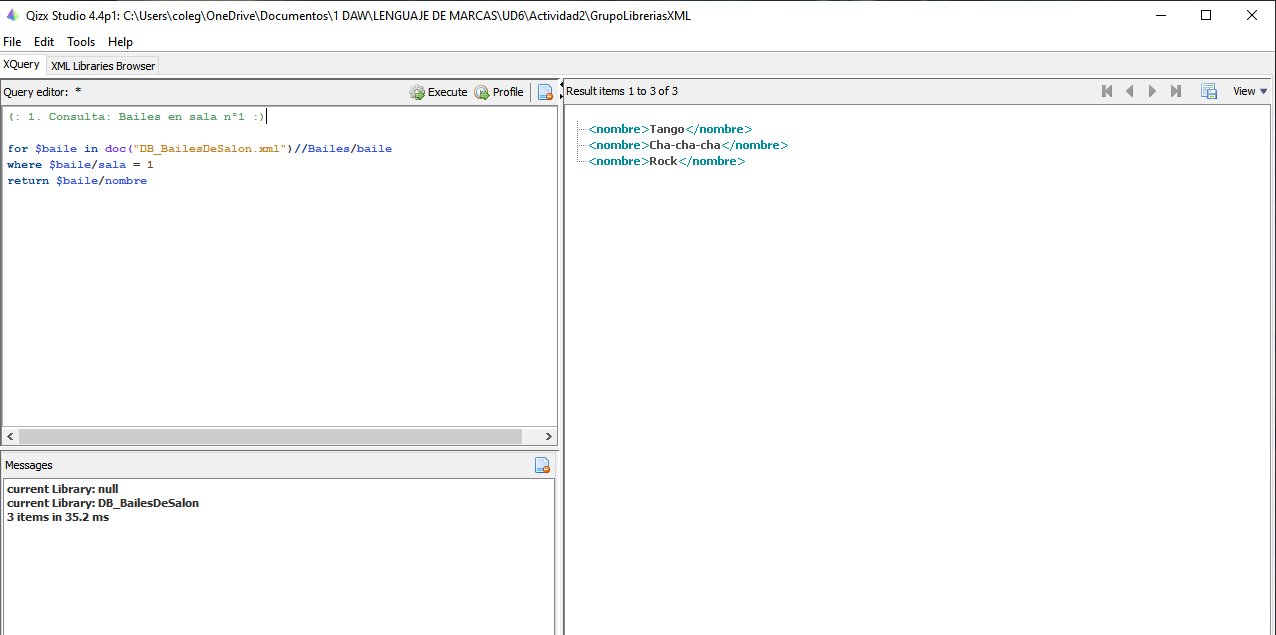 Qizx Studio 4.4p1: C:\Users\coleg\OneDrive\Documentos\1 DAW\LENGUAJE DE MARCAS\UD6\Actividad2\GrupoLibreriasXML
File Edit Tools Help
XQuery XML Libraries Browser
Query editor: * Execute Profile
(: 1. Consulta: Bailes en sala nº1 :)
for $baile in doc("DB_BailesDeSalon.xml")//Bailes/baile
where $baile/sala = 1
return $baile/nombre
Messages
current Library: null
current Library: DB_BailesDeSalon
3 items in 35.2 ms
Result items 1 to 3 of 3 View
<nombre>Tango</nombre>
<nombre>Cha-cha-cha</nombre>
<nombre>Rock</nombre>